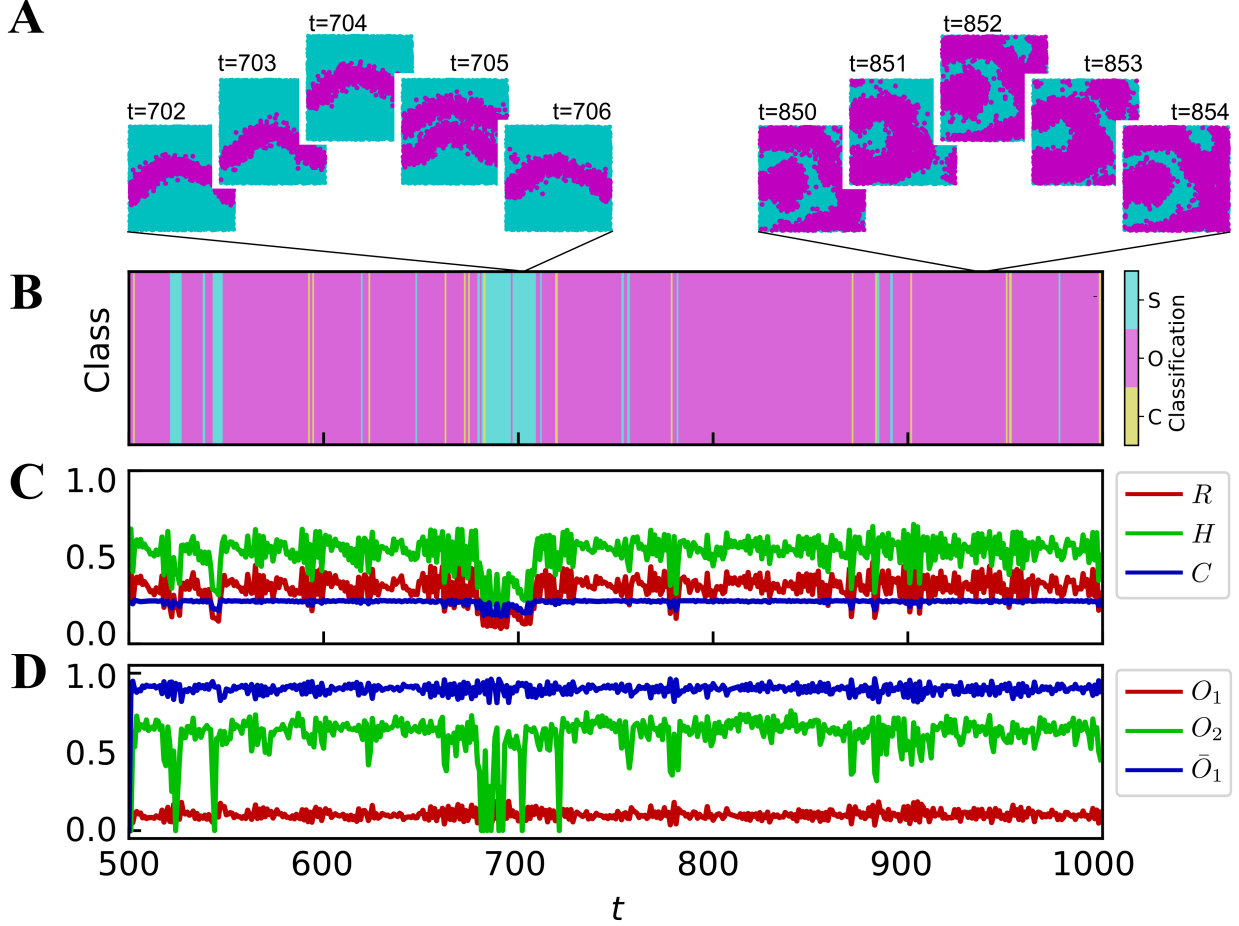 A
t=702
t=703
t=704
t=705
t=706
t=850
t=851
t=852
t=853
t=854
B
Class
S
O
C
Classification
C
1.0
0.5
0.0
R
H
C
D
1.0
0.5
0.0
O₁
O₂
Ō₁
500 600 700 800 900 1000
t